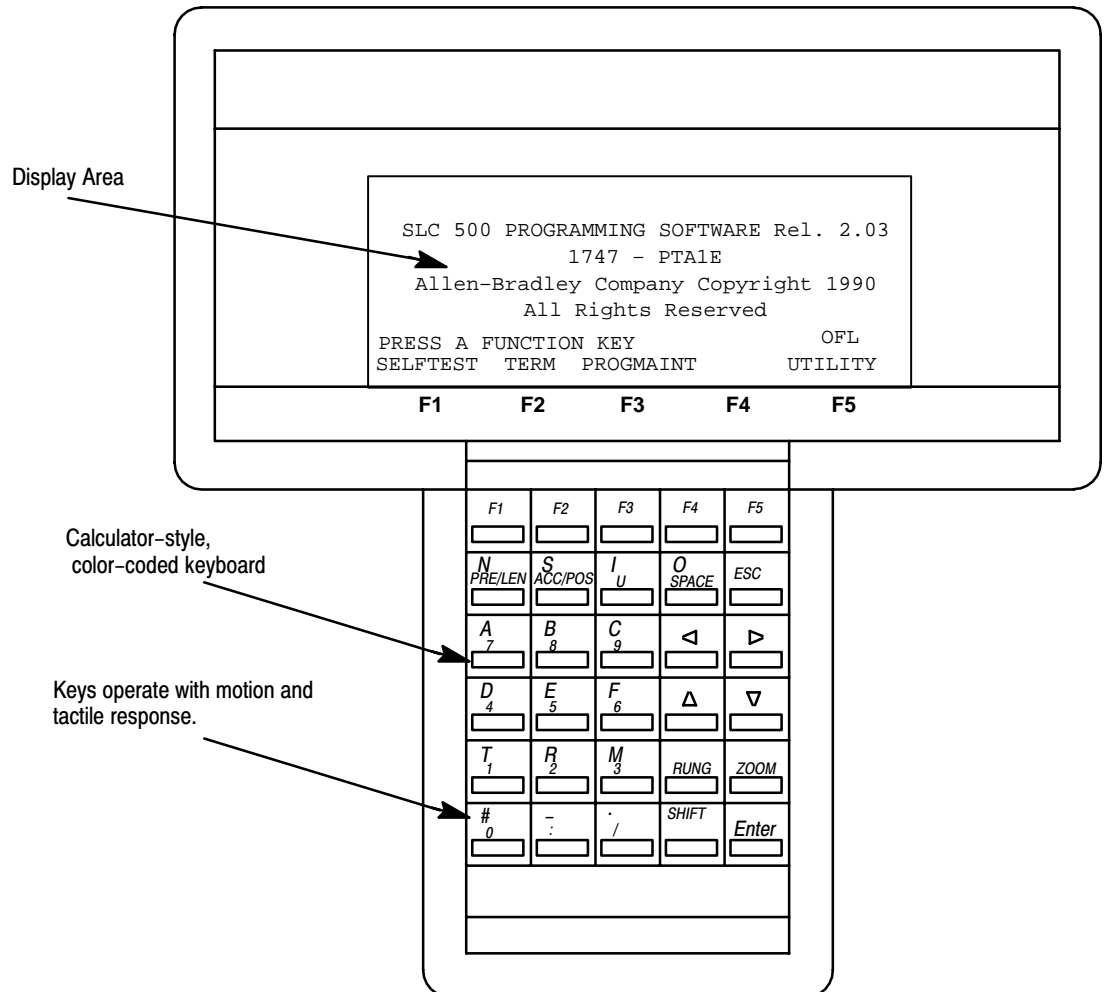 Display Area
SLC 500 PROGRAMMING SOFTWARE Rel. 2.03
1747 - PTA1E
Allen-Bradley Company Copyright 1990
All Rights Reserved
PRESS A FUNCTION KEY OFL
SELFTEST TERM PROGMAINT UTILITY
F1 F2 F3 F4 F5
F1 F2 F3 F4 F5
Calculator-style,
color-coded keyboard
N S I O
PRE/LEN ACC/POS U SPACE ESC
A B C
7 8 9
Keys operate with motion and
tactile response.
D E F
4 5 6
T R M
1 2 3 RUNG ZOOM
# – . SHIFT
0 : / Enter